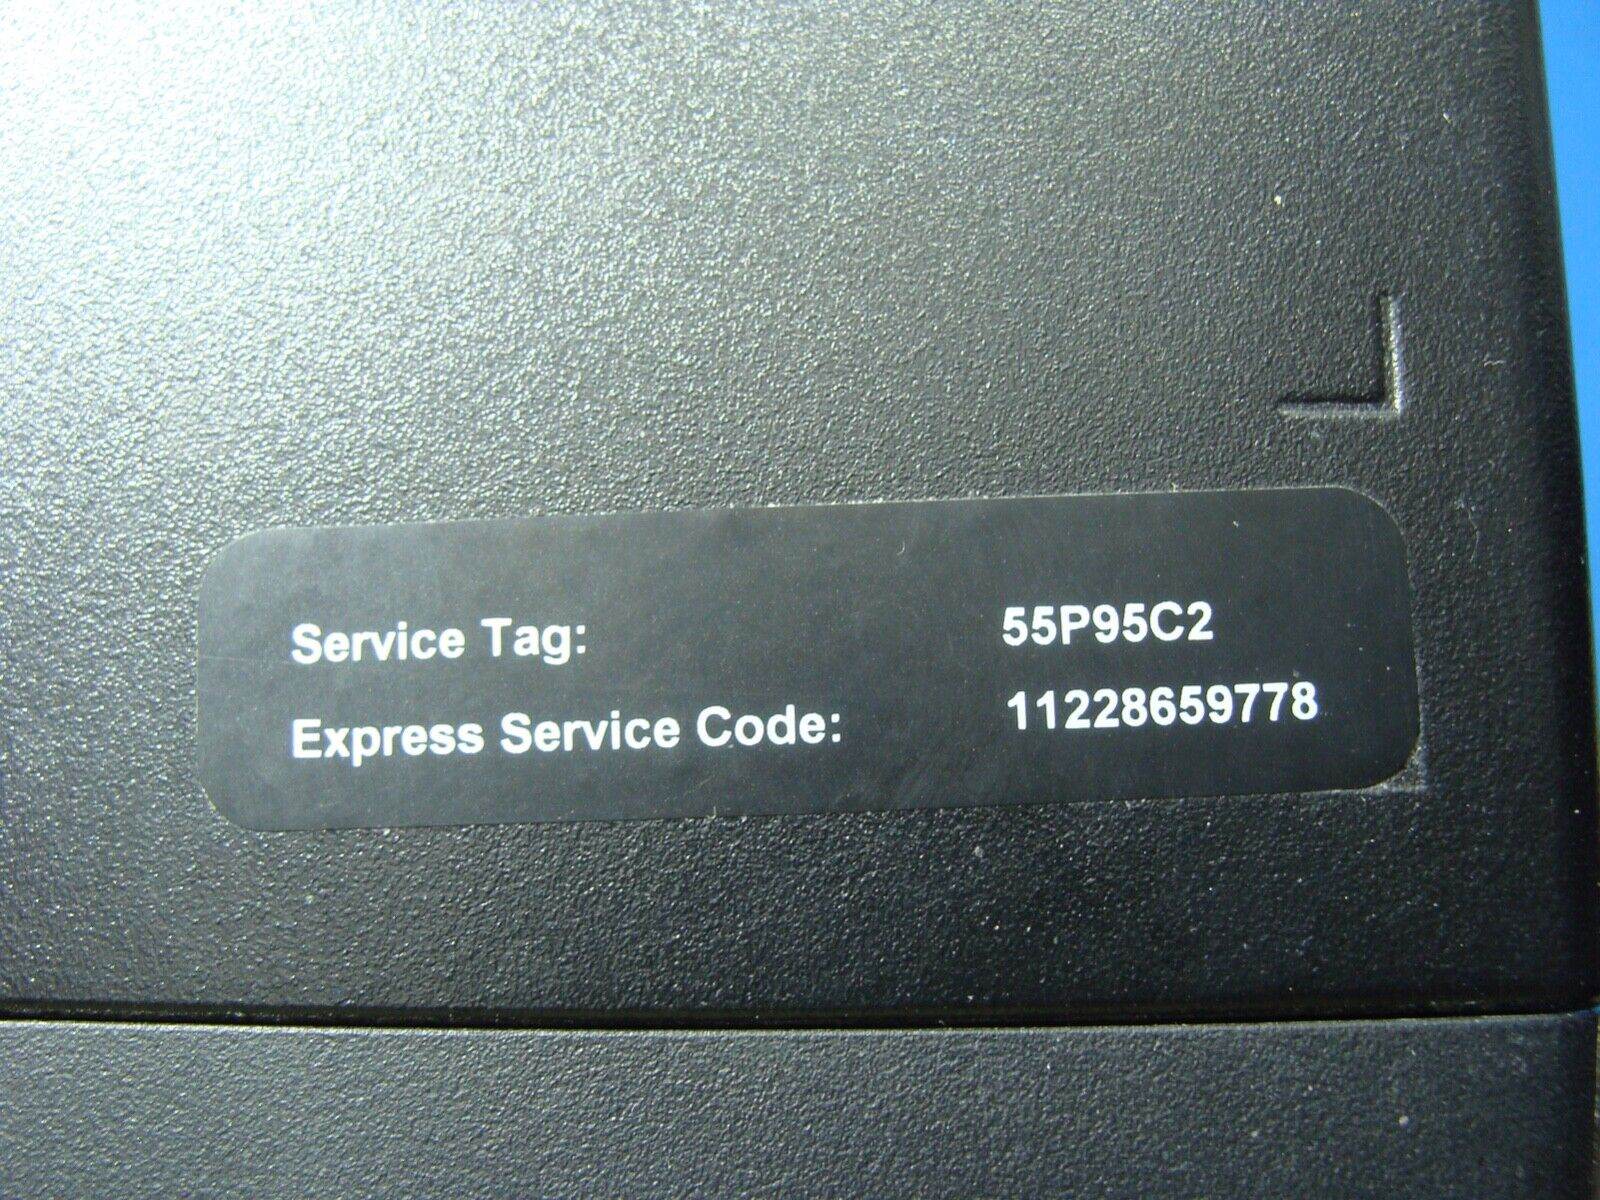 Service Tag: 55P95C2
Express Service Code: 11228659778